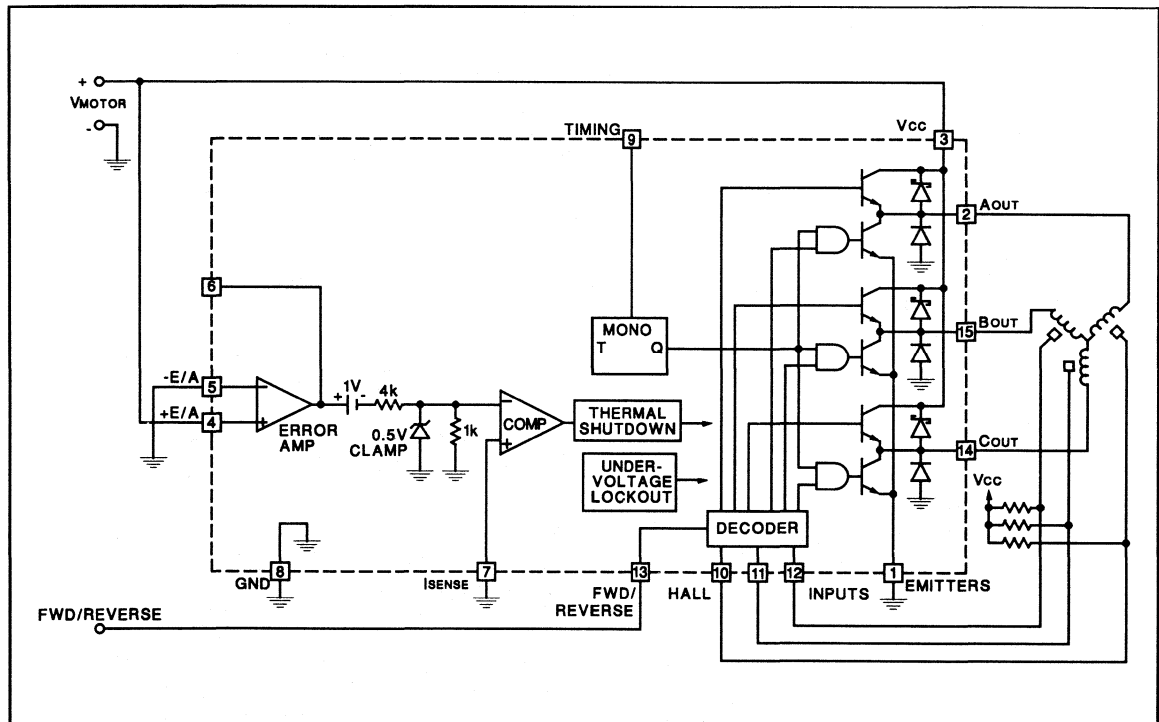 +
VMOTOR
-
TIMING
9
VCC
3
2
AOUT
6
MONO
T Q
15
BOUT
-E/A
5
+E/A
4
ERROR
AMP
+1V-
4k
0.5V
CLAMP
1k
COMP
THERMAL
SHUTDOWN
UNDER-
VOLTAGE
LOCKOUT
14
COUT
VCC
DECODER
GND
8
ISENSE
7
13
FWD/
REVERSE
HALL
10
11
12
INPUTS
1
EMITTERS
FWD/REVERSE